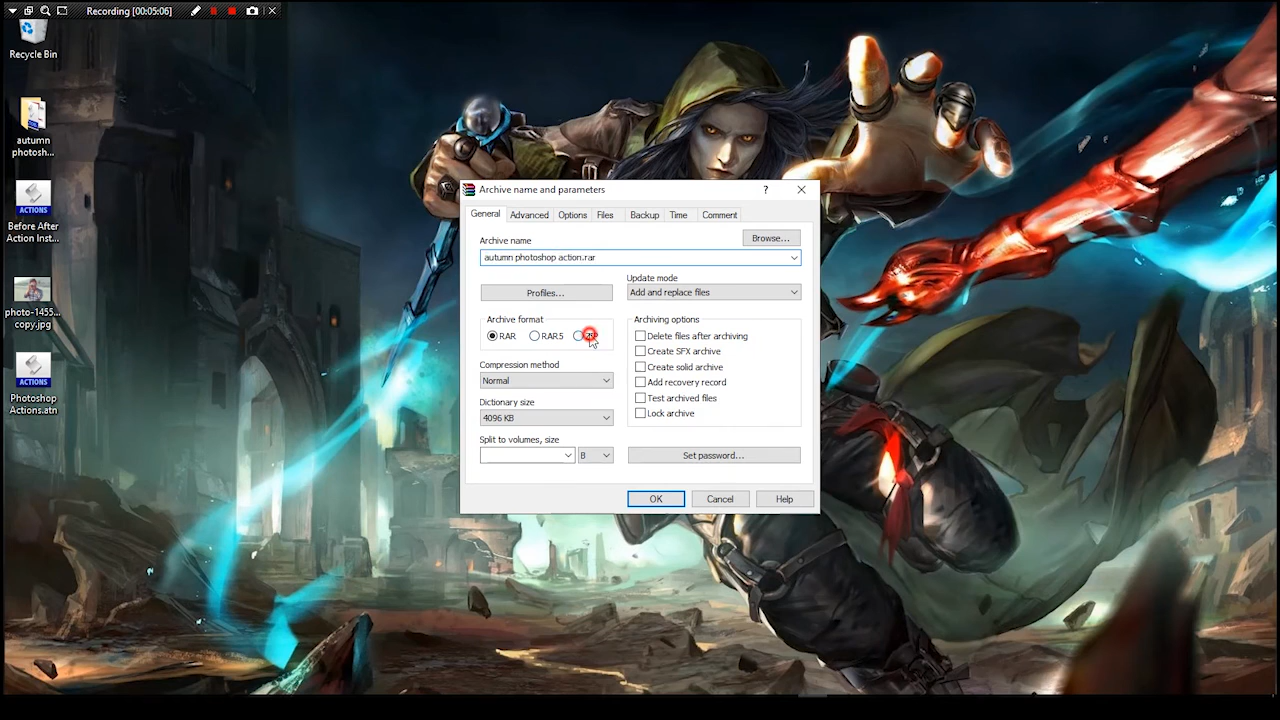 Recording [00:05:06]
Recycle Bin
autumn
photosh...
ACTIONS
Before After
Action Inst...
photo-1455...
copy.jpg
ACTIONS
Photoshop
Actions.atn
Archive name and parameters
?
General
Advanced
Options
Files
Backup
Time
Comment
Archive name
Browse...
autumn photoshop action.rar
Update mode
Profiles...
Add and replace files
Archive format
Archiving options
RAR
RAR5
Delete files after archiving
Create SFX archive
Compression method
Create solid archive
Normal
Add recovery record
Dictionary size
Test archived files
4096 KB
Lock archive
Split to volumes, size
B
Set password...
OK
Cancel
Help